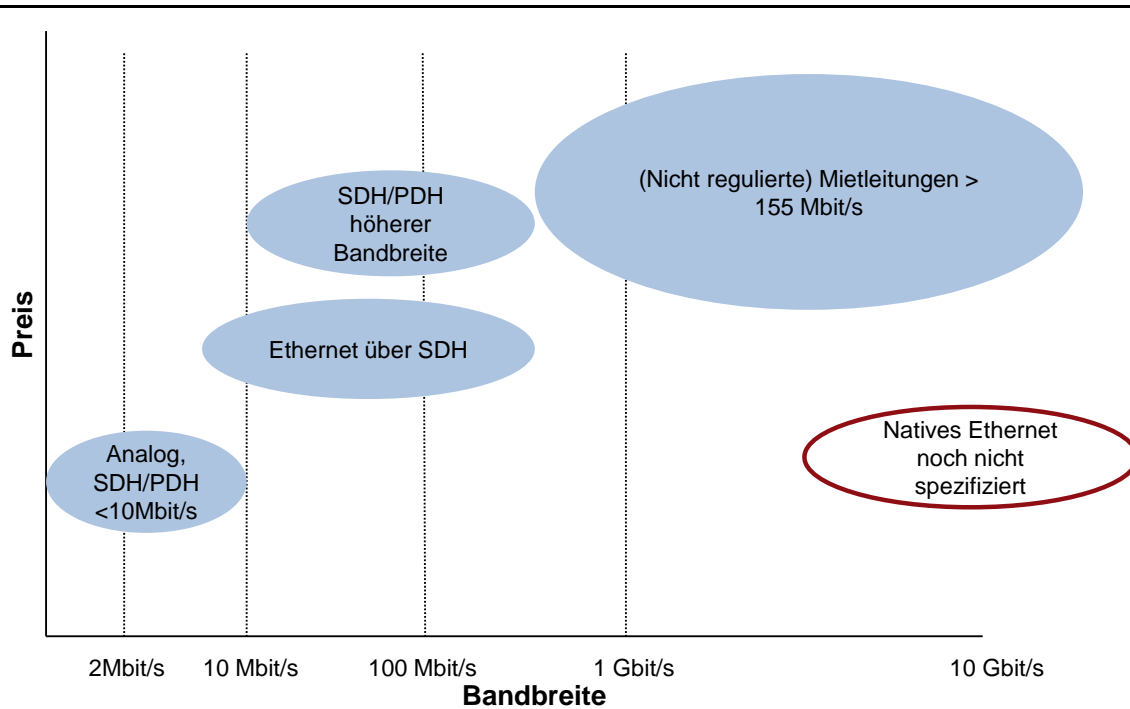 (Nicht regulierte) Mietleitungen >
155 Mbit/s
SDH/PDH
höherer
Bandbreite
Ethernet über SDH
Preis
Analog,
SDH/PDH
<10Mbit/s
Natives Ethernet
noch nicht
spezifiziert
2Mbit/s
10 Mbit/s
100 Mbit/s
1 Gbit/s
10 Gbit/s
Bandbreite